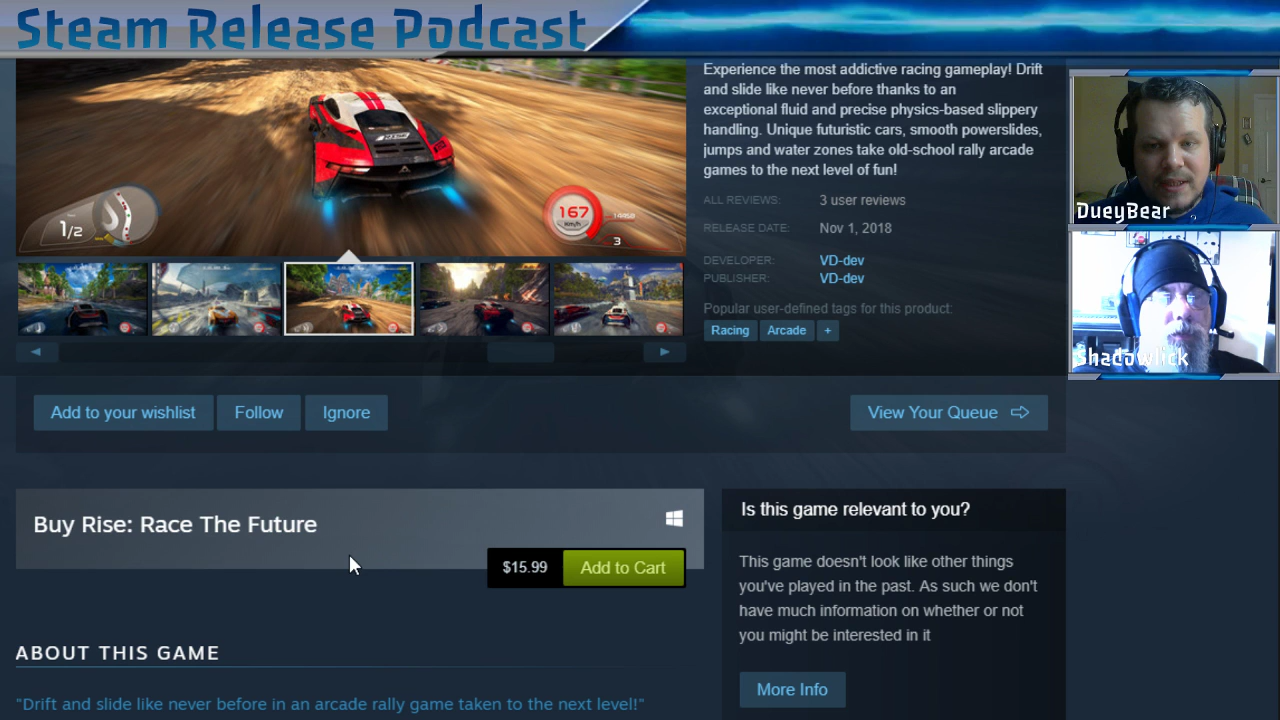 Steam Release Podcast
Experience the most addictive racing gameplay! Drift
and slide like never before thanks to an
exceptional fluid and precise physics-based slippery
handling. Unique futuristic cars, smooth powerslides,
jumps and water zones take old-school rally arcade
games to the next level of fun!
ALL REVIEWS: 3 user reviews
RELEASE DATE: Nov 1, 2018
DEVELOPER: VD-dev
PUBLISHER: VD-dev
Popular user-defined tags for this product:
Racing Arcade +
1/2
167
Km/h
14458
3
DueyBear
Shadowlick
Add to your wishlist Follow Ignore
View Your Queue
Buy Rise: Race The Future
$15.99 Add to Cart
Is this game relevant to you?
This game doesn't look like other things
you've played in the past. As such we don't
have much information on whether or not
you might be interested in it
More Info
ABOUT THIS GAME
"Drift and slide like never before in an arcade rally game taken to the next level!"